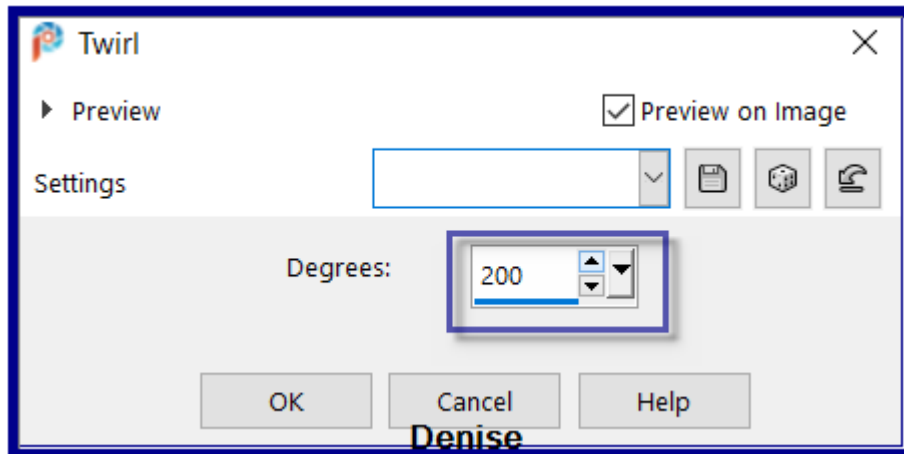 Twirl
Preview
Preview on Image
Settings
Degrees:
200
OK
Cancel
Help
Denise